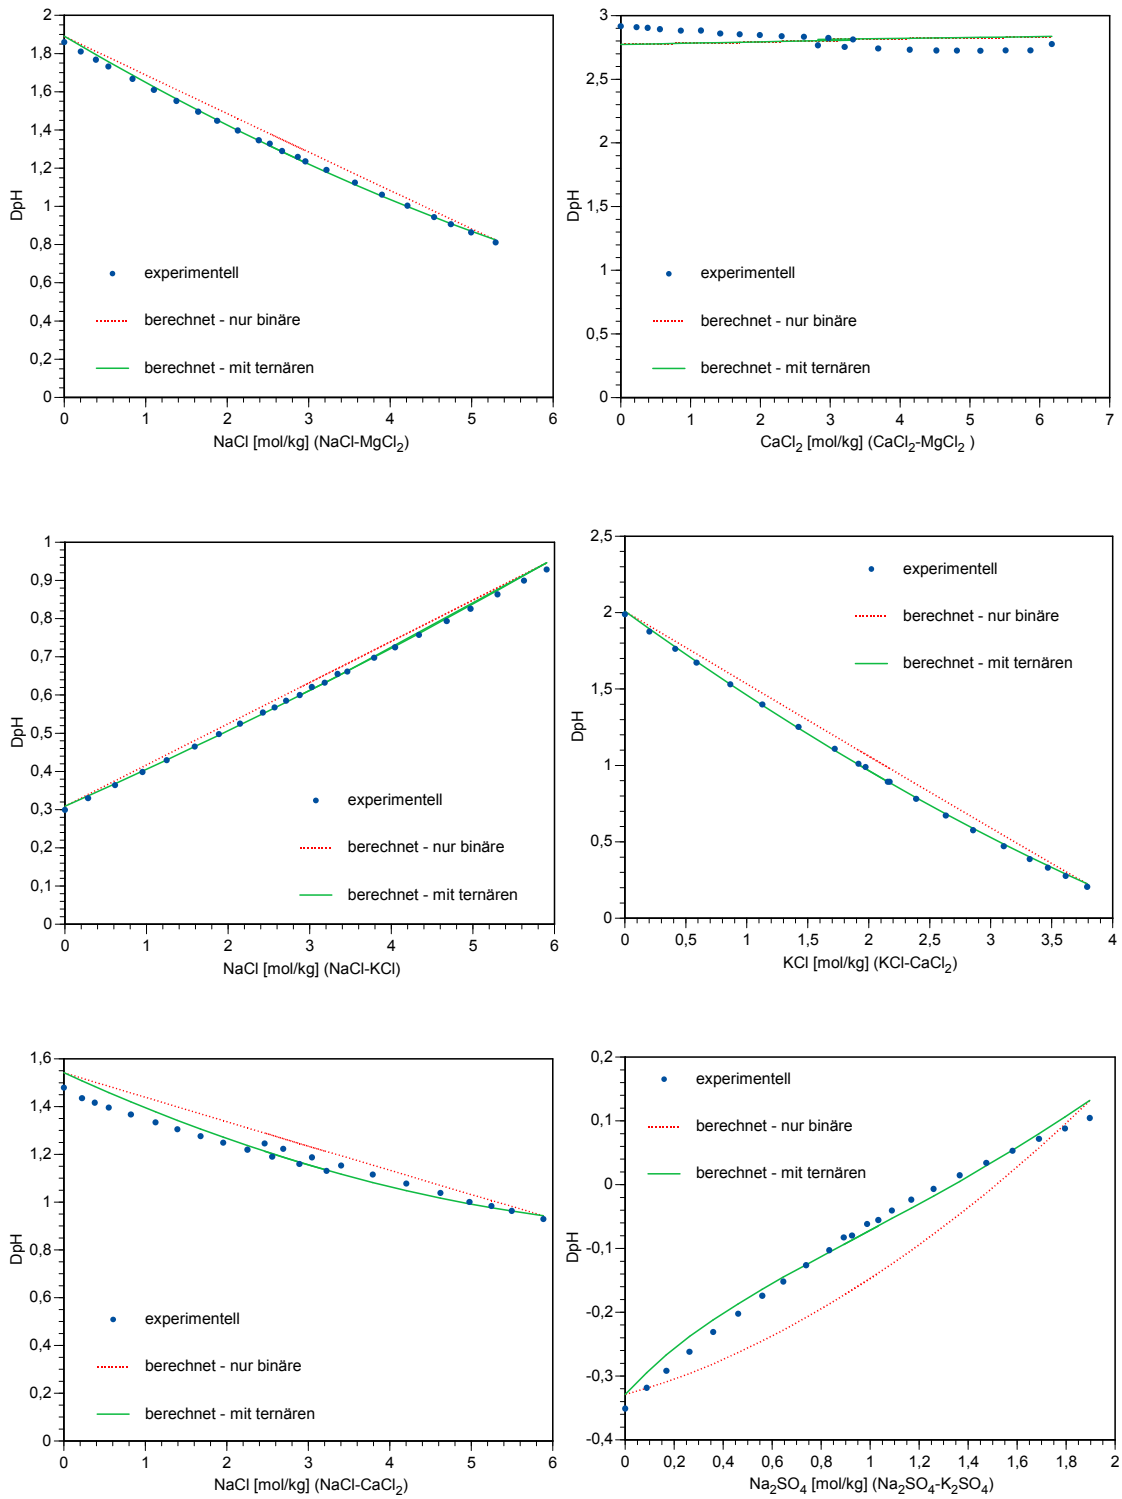 2
1,8
1,6
1,4
1,2
1
0,8
0,6
0,4
0,2
0
DpH
experimentell
berechnet - nur binäre
berechnet - mit ternären
0 1 2 3 4 5 6
NaCl [mol/kg] (NaCl-MgCl₂)
3
2,5
2
1,5
1
0,5
0
DpH
experimentell
berechnet - nur binäre
berechnet - mit ternären
0 1 2 3 4 5 6 7
CaCl₂ [mol/kg] (CaCl₂-MgCl₂ )
1
0,9
0,8
0,7
0,6
0,5
0,4
0,3
0,2
0,1
0
DpH
experimentell
berechnet - nur binäre
berechnet - mit ternären
0 1 2 3 4 5 6
NaCl [mol/kg] (NaCl-KCl)
2,5
2
1,5
1
0,5
0
DpH
experimentell
berechnet - nur binäre
berechnet - mit ternären
0 0,5 1 1,5 2 2,5 3 3,5 4
KCl [mol/kg] (KCl-CaCl₂)
1,6
1,4
1,2
1
0,8
0,6
0,4
0,2
0
DpH
experimentell
berechnet - nur binäre
berechnet - mit ternären
0 1 2 3 4 5 6
NaCl [mol/kg] (NaCl-CaCl₂)
0,2
0,1
0
-0,1
-0,2
-0,3
-0,4
DpH
experimentell
berechnet - nur binäre
berechnet - mit ternären
0 0,2 0,4 0,6 0,8 1 1,2 1,4 1,6 1,8 2
Na₂SO₄ [mol/kg] (Na₂SO₄-K₂SO₄)